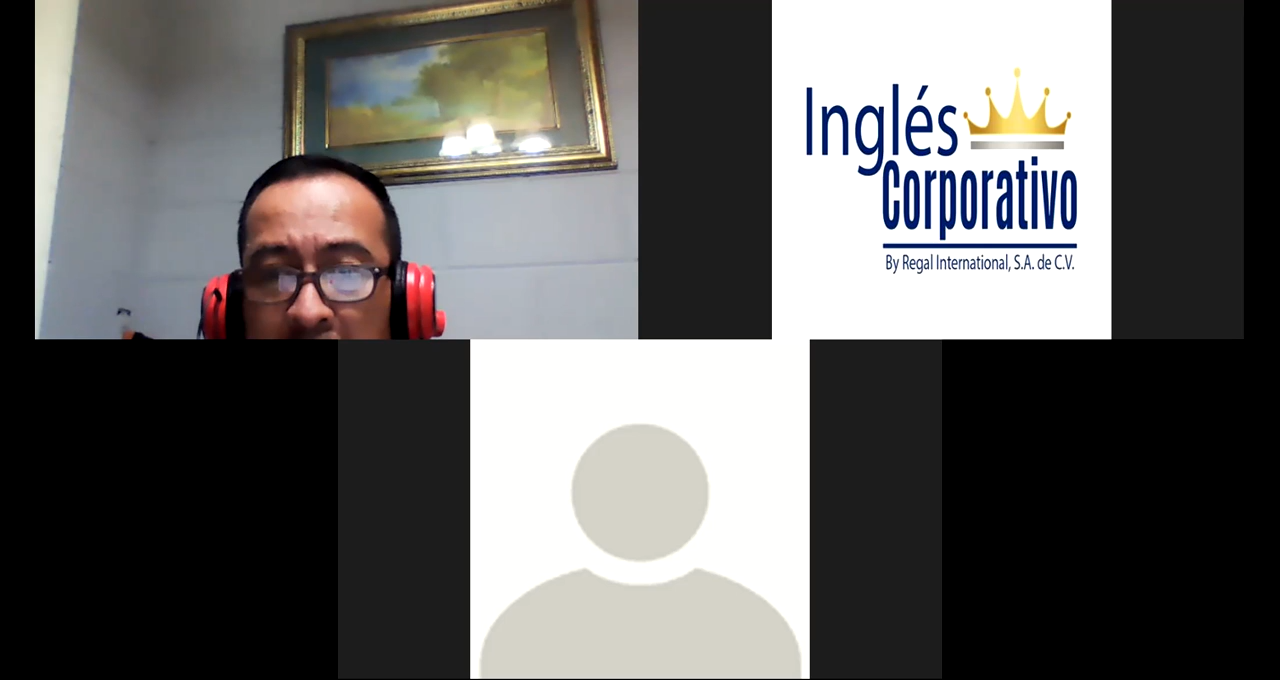 Inglés
Corporativo
By Regal International, S.A. de C.V.